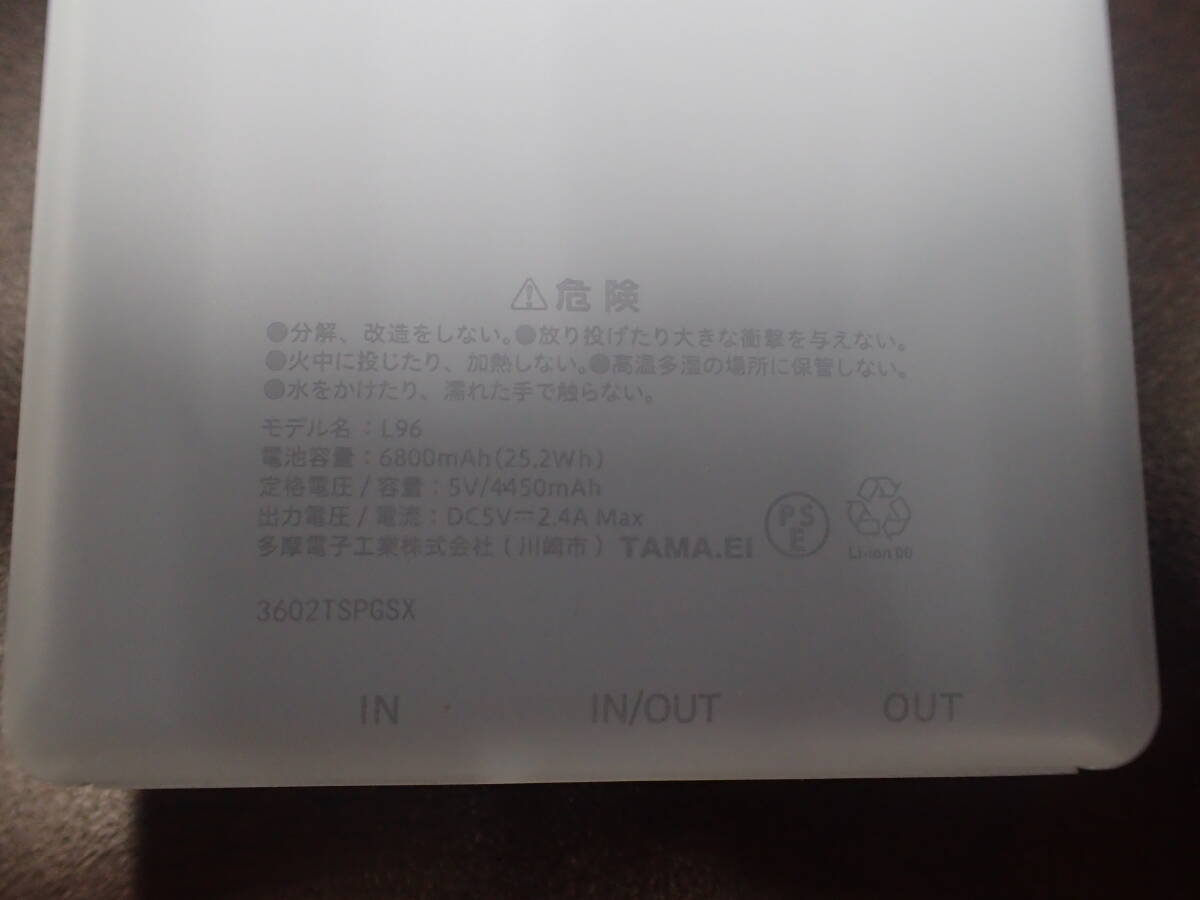 ⚠危険
●分解、改造をしない。●放り投げたり大きな衝撃を与えない。
●火中に投じたり、加熱しない。●高温多湿の場所に保管しない。
●水をかけたり、濡れた手で触らない。
モデル名：L96
電池容量：6800mAh(25.2Wh)
定格電圧/容量：5V/4450mAh
出力電圧/電流：DC5V⎓2.4A Max
多摩電子工業株式会社(川崎市) TAMA.EI
PSE
Li-ion 00
3602TSPGSX
IN IN/OUT OUT